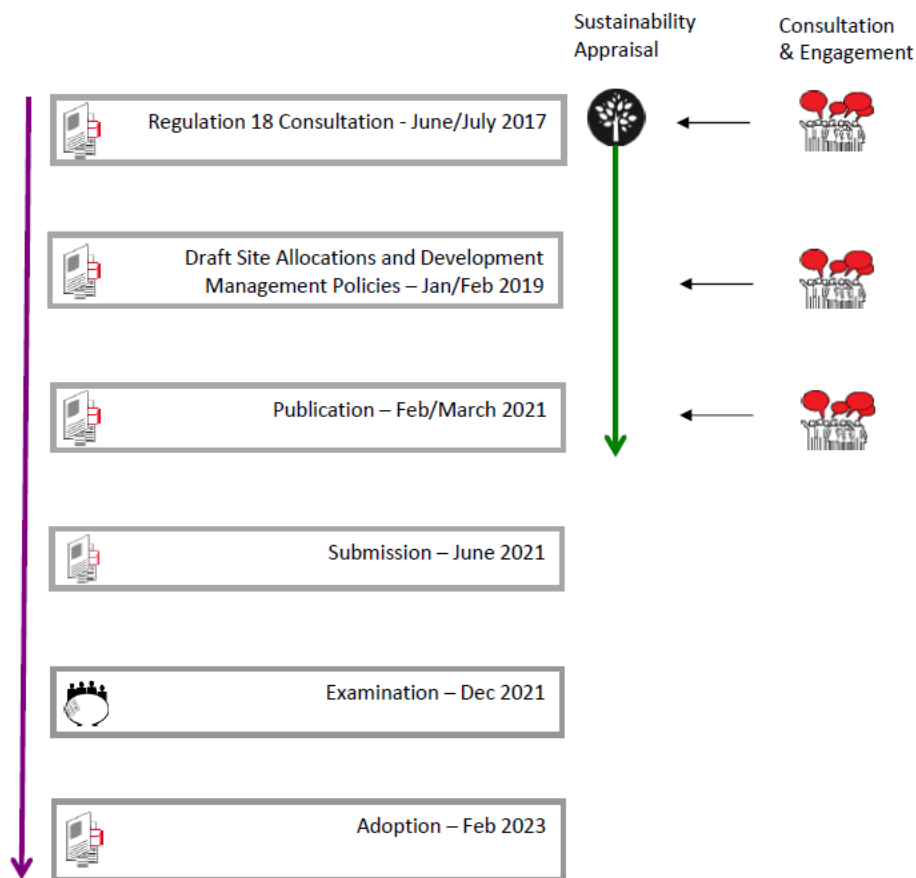 Sustainability
Appraisal
Consultation
& Engagement
Regulation 18 Consultation - June/July 2017
Draft Site Allocations and Development
Management Policies – Jan/Feb 2019
Publication – Feb/March 2021
Submission – June 2021
Examination – Dec 2021
Adoption – Feb 2023